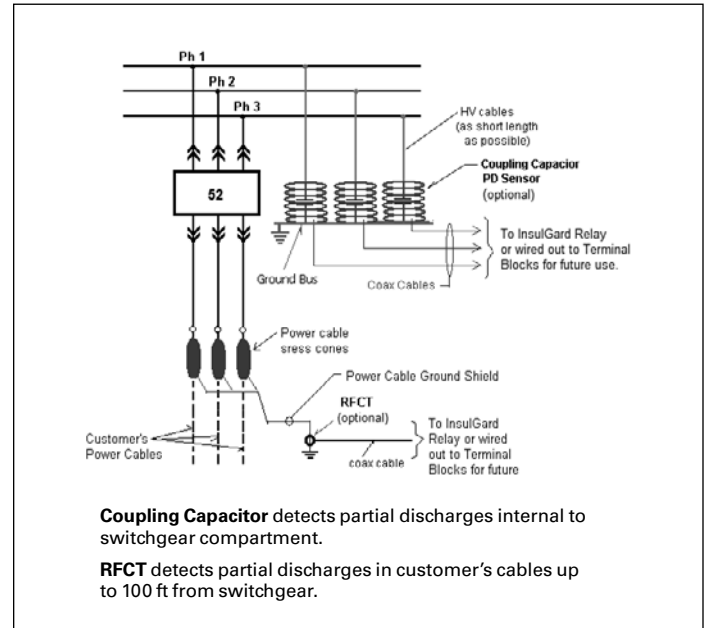 Ph 1
Ph 2
Ph 3
HV cables
(as short length
as possible)
Coupling Capacior
PD Sensor
(optional)
52
To InsulGard Relay
or wired out to Terminal
Blocks for future use.
Ground Bus
Coax Cables
Power cable
sress cones
Power Cable Ground Shield
RFCT
(optional)
To InsulGard
Relay or wired
out to Terminal
Blocks for future
Customer's
Power Cables
coax cable
Coupling Capacitor detects partial discharges internal to
switchgear compartment.
RFCT detects partial discharges in customer's cables up
to 100 ft from switchgear.